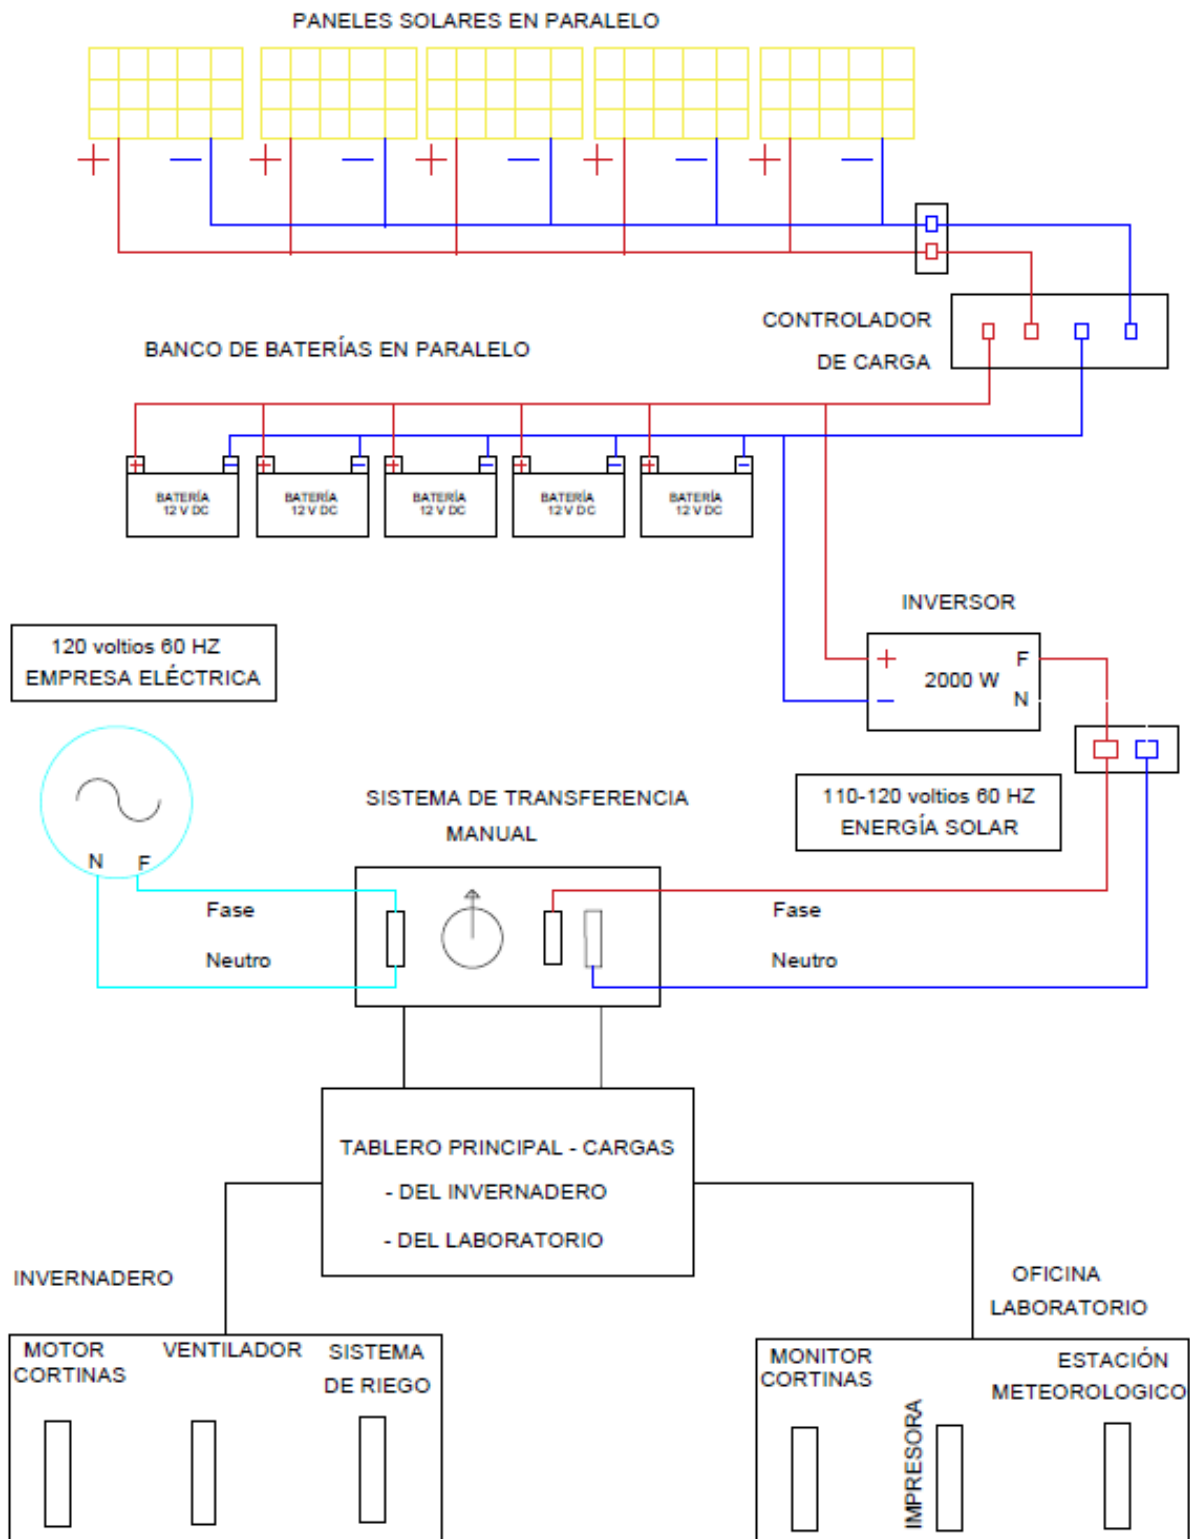 PANELES SOLARES EN PARALELO
+ − + − + − + − + −
CONTROLADOR
DE CARGA
BANCO DE BATERÍAS EN PARALELO
+ − + − + − + − + −
BATERÍA
12 V DC
BATERÍA
12 V DC
BATERÍA
12 V DC
BATERÍA
12 V DC
BATERÍA
12 V DC
INVERSOR
+ F
2000 W
− N
120 voltios 60 HZ
EMPRESA ELÉCTRICA
N F
SISTEMA DE TRANSFERENCIA
MANUAL
110-120 voltios 60 HZ
ENERGÍA SOLAR
Fase
Neutro
Fase
Neutro
TABLERO PRINCIPAL - CARGAS
- DEL INVERNADERO
- DEL LABORATORIO
INVERNADERO
MOTOR
CORTINAS
VENTILADOR
SISTEMA
DE RIEGO
OFICINA
LABORATORIO
MONITOR
CORTINAS
IMPRESORA
ESTACIÓN
METEOROLOGICO